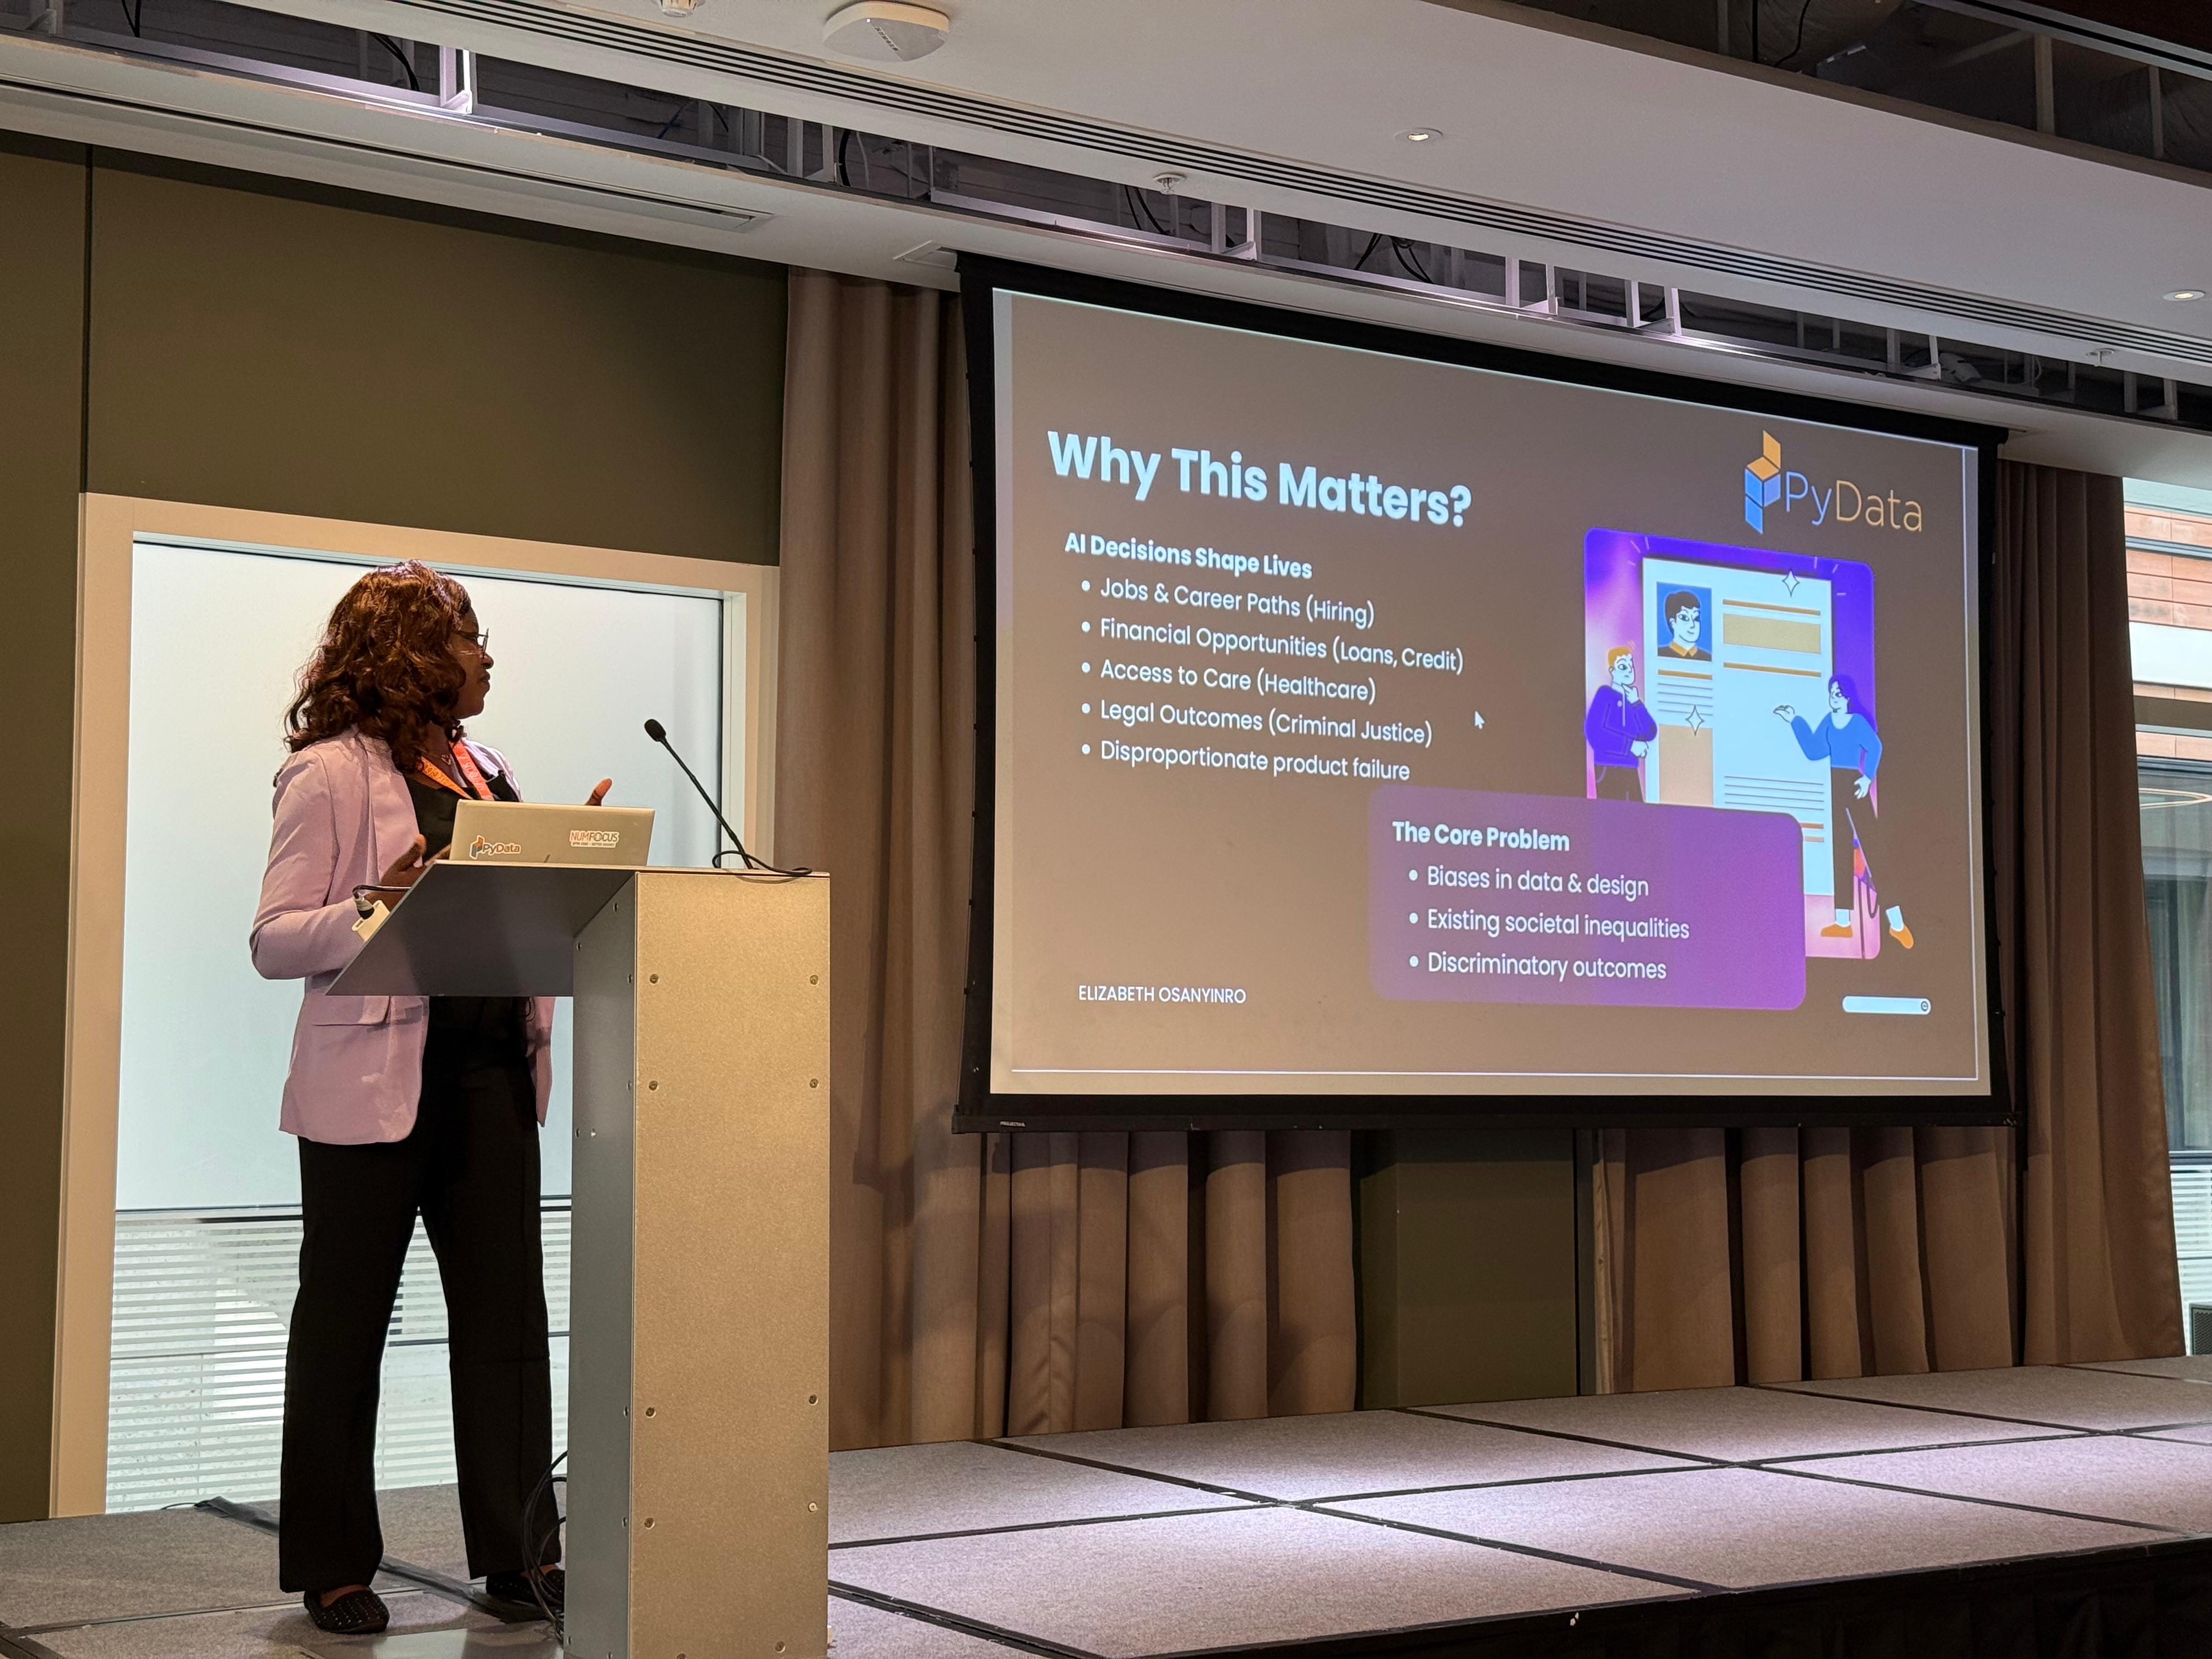 Why This Matters?
PyData
AI Decisions Shape Lives
• Jobs & Career Paths (Hiring)
• Financial Opportunities (Loans, Credit)
• Access to Care (Healthcare)
• Legal Outcomes (Criminal Justice)
• Disproportionate product failure
The Core Problem
• Biases in data & design
• Existing societal inequalities
• Discriminatory outcomes
ELIZABETH OSANYINRO
PyData
NUMFOCUS